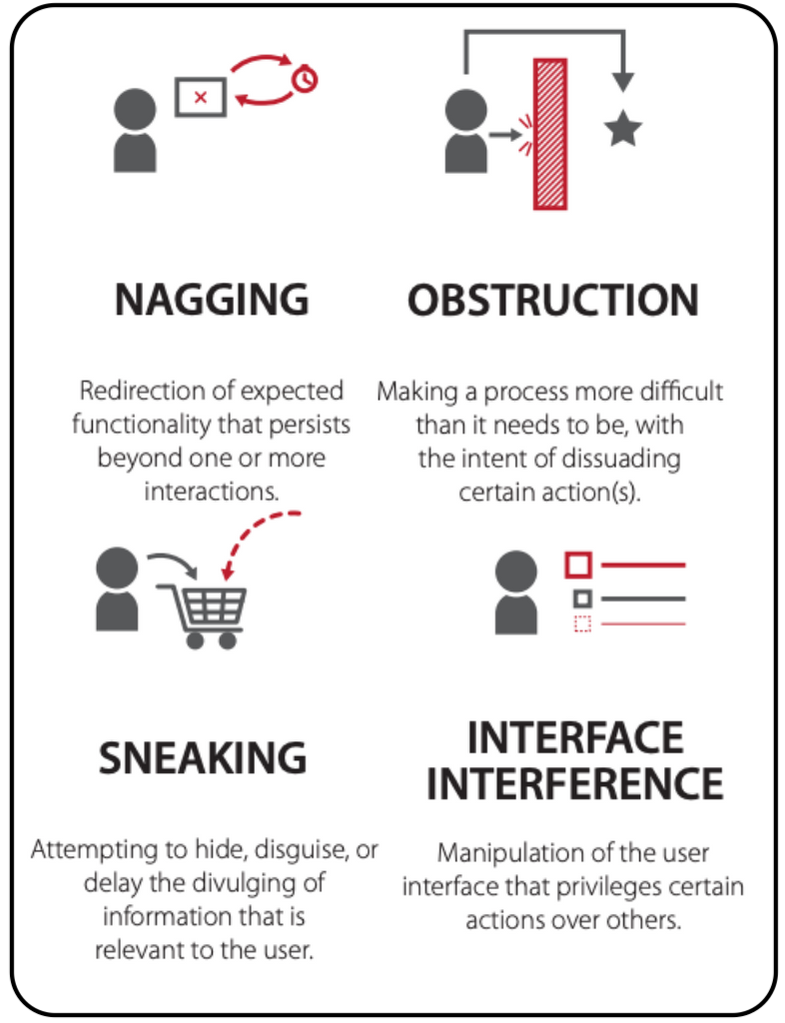 NAGGING
Redirection of expected
functionality that persists
beyond one or more
interactions.
OBSTRUCTION
Making a process more difficult
than it needs to be, with
the intent of dissuading
certain action(s).
SNEAKING
Attempting to hide, disguise, or
delay the divulging of
information that is
relevant to the user.
INTERFACE
INTERFERENCE
Manipulation of the user
interface that privileges certain
actions over others.